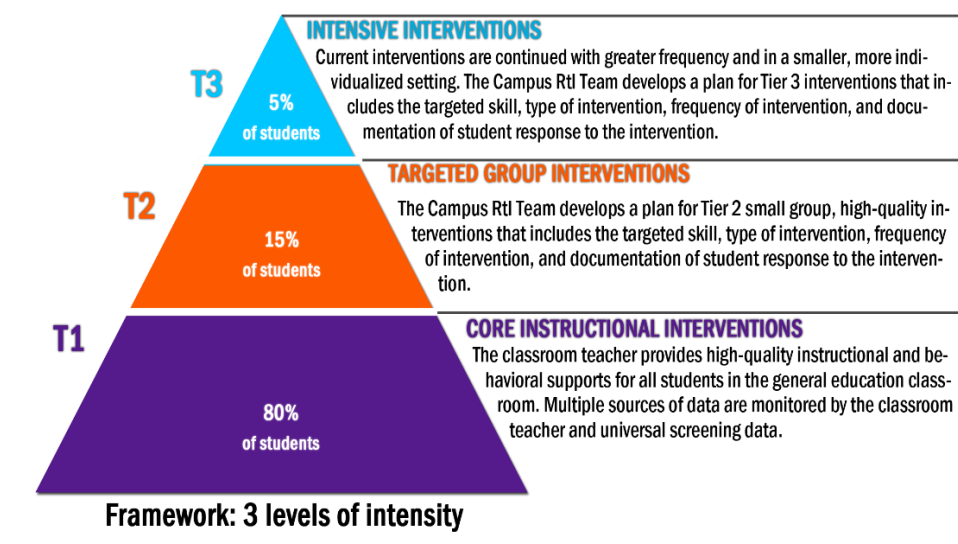 INTENSIVE INTERVENTIONS
Current interventions are continued with greater frequency and in a smaller, more indi-
vidualized setting. The Campus RtI Team develops a plan for Tier 3 interventions that in-
cludes the targeted skill, type of intervention, frequency of intervention, and docu-
mentation of student response to the intervention.
T3
5%
of students
TARGETED GROUP INTERVENTIONS
The Campus RtI Team develops a plan for Tier 2 small group, high-quality in-
terventions that includes the targeted skill, type of intervention, frequency
of intervention, and documentation of student response to the interven-
tion.
T2
15%
of students
CORE INSTRUCTIONAL INTERVENTIONS
The classroom teacher provides high-quality instructional and be-
havioral supports for all students in the general education class-
room. Multiple sources of data are monitored by the classroom
teacher and universal screening data.
T1
80%
of students
Framework: 3 levels of intensity